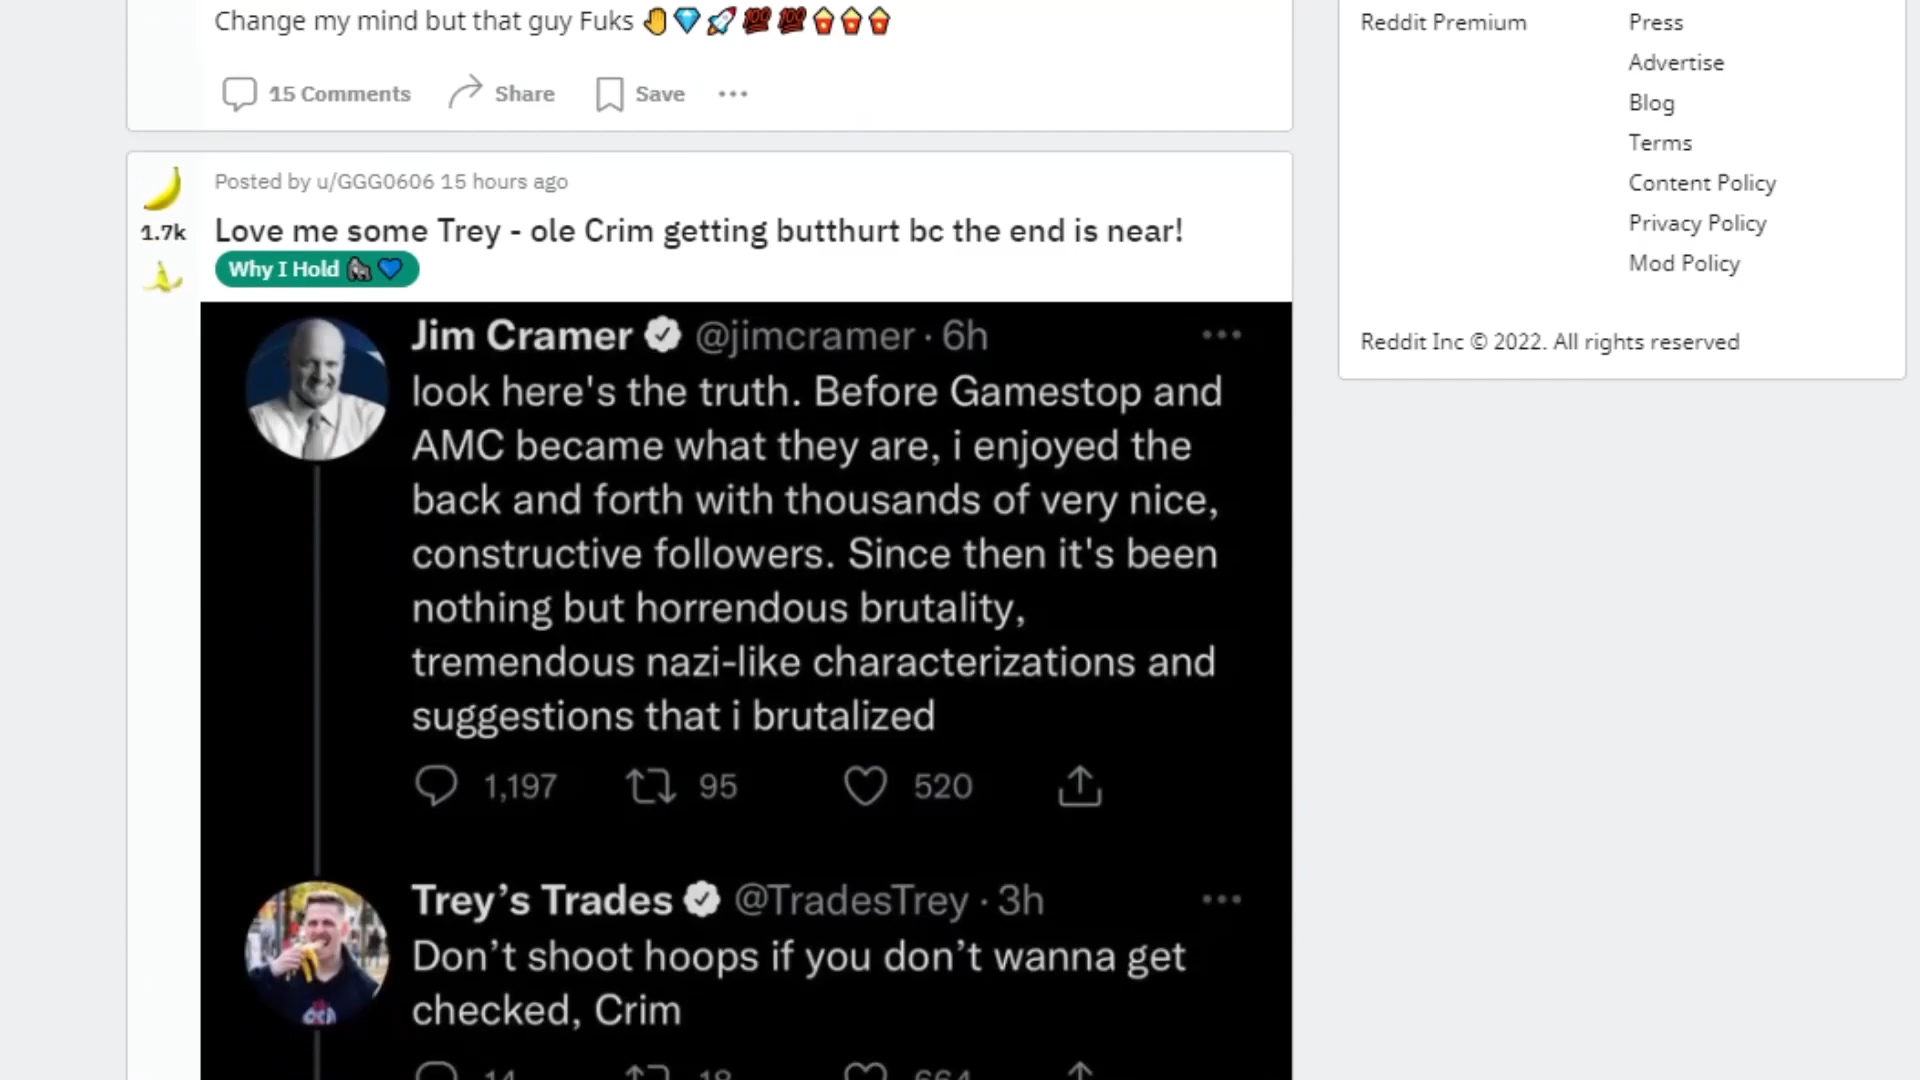 Change my mind but that guy Fuks 🤚💎🚀💯💯🍿🍿🍿
15 Comments Share Save
Posted by u/GGG0606 15 hours ago
1.7k
Love me some Trey - ole Crim getting butthurt bc the end is near!
Why I Hold 🦍💙
Jim Cramer @jimcramer · 6h
look here's the truth. Before Gamestop and
AMC became what they are, i enjoyed the
back and forth with thousands of very nice,
constructive followers. Since then it's been
nothing but horrendous brutality,
tremendous nazi-like characterizations and
suggestions that i brutalized
1,197 95 520
Trey’s Trades @TradesTrey · 3h
Don’t shoot hoops if you don’t wanna get
checked, Crim
14 18 664
Reddit Premium
Press
Advertise
Blog
Terms
Content Policy
Privacy Policy
Mod Policy
Reddit Inc © 2022. All rights reserved